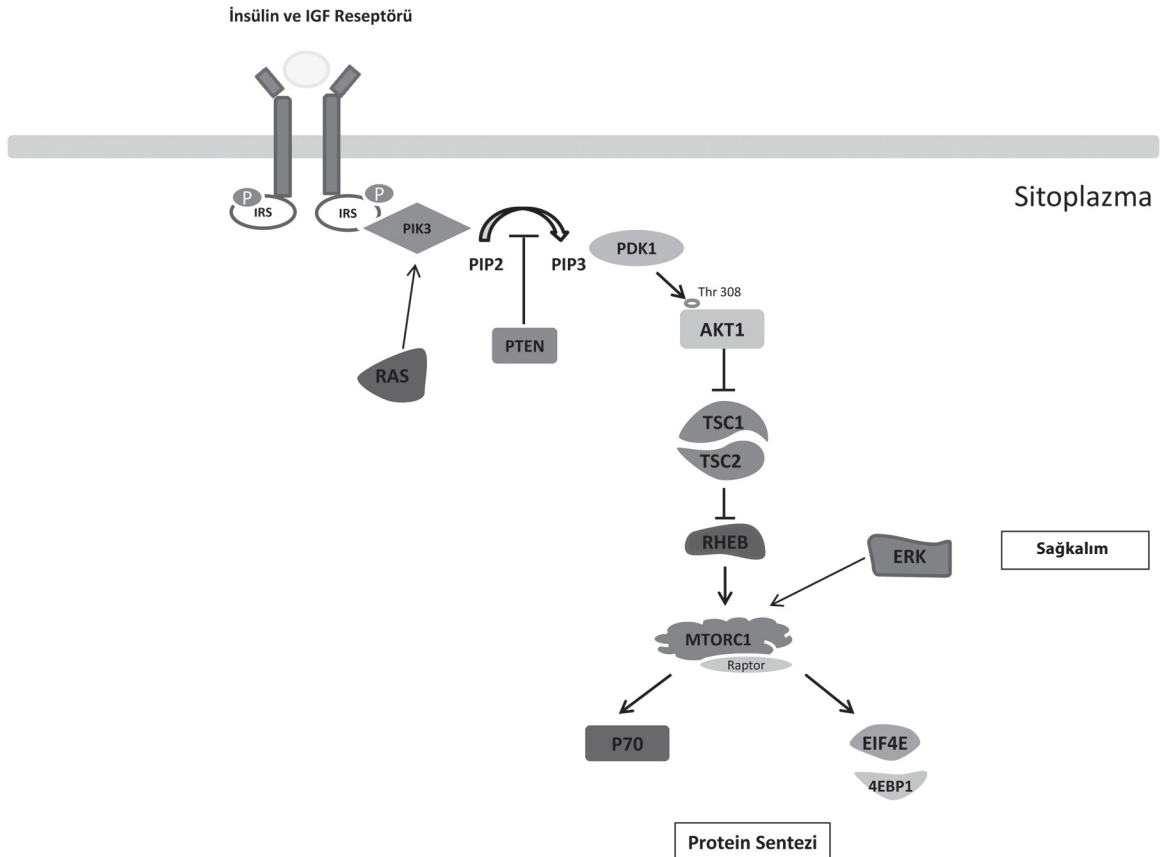 İnsülin ve IGF Reseptörü
Sitoplazma
P
IRS
P
IRS
PIK3
PIP2
PIP3
PDK1
Thr 308
AKT1
PTEN
RAS
TSC1
TSC2
RHEB
ERK
Sağkalım
MTORC1
Raptor
P70
EIF4E
4EBP1
Protein Sentezi